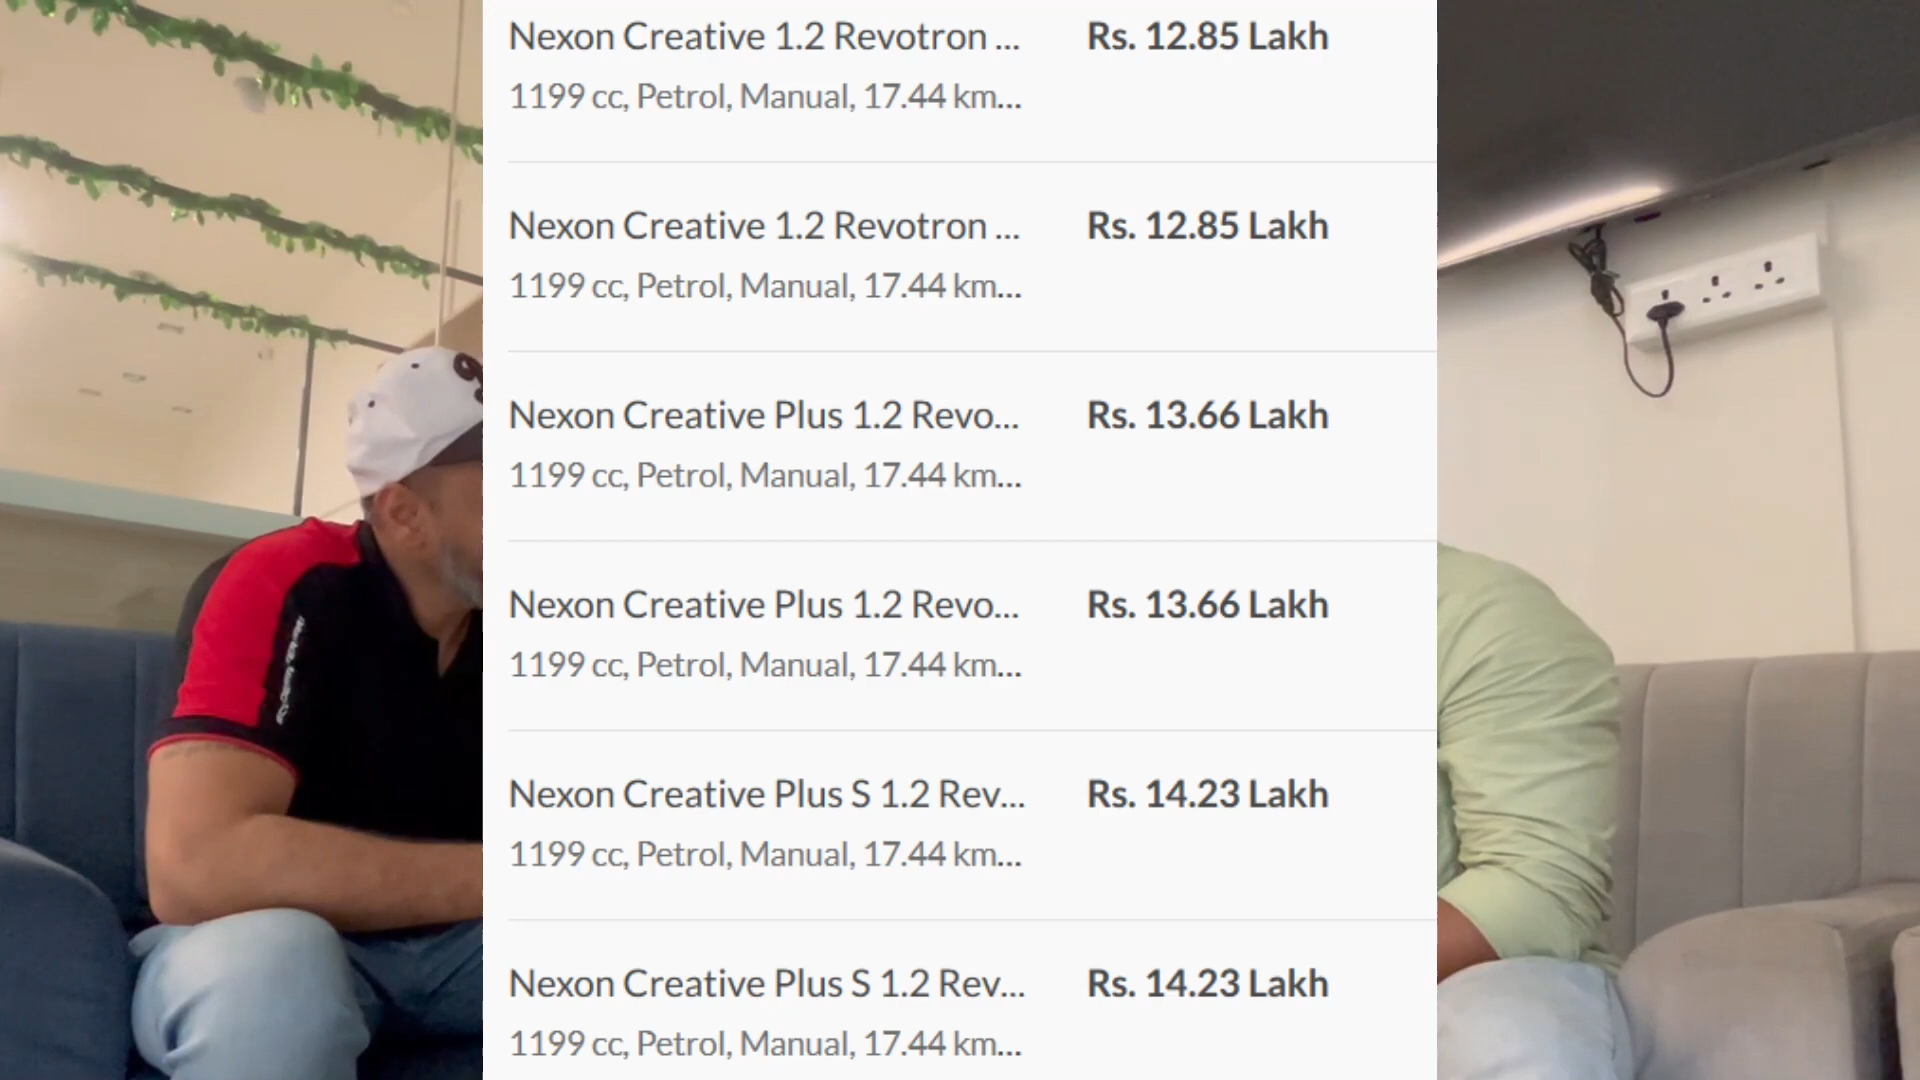 Nexon Creative 1.2 Revotron ... Rs. 12.85 Lakh
1199 cc, Petrol, Manual, 17.44 km...
Nexon Creative 1.2 Revotron ... Rs. 12.85 Lakh
1199 cc, Petrol, Manual, 17.44 km...
Nexon Creative Plus 1.2 Revo... Rs. 13.66 Lakh
1199 cc, Petrol, Manual, 17.44 km...
Nexon Creative Plus 1.2 Revo... Rs. 13.66 Lakh
1199 cc, Petrol, Manual, 17.44 km...
Nexon Creative Plus S 1.2 Rev... Rs. 14.23 Lakh
1199 cc, Petrol, Manual, 17.44 km...
Nexon Creative Plus S 1.2 Rev... Rs. 14.23 Lakh
1199 cc, Petrol, Manual, 17.44 km...